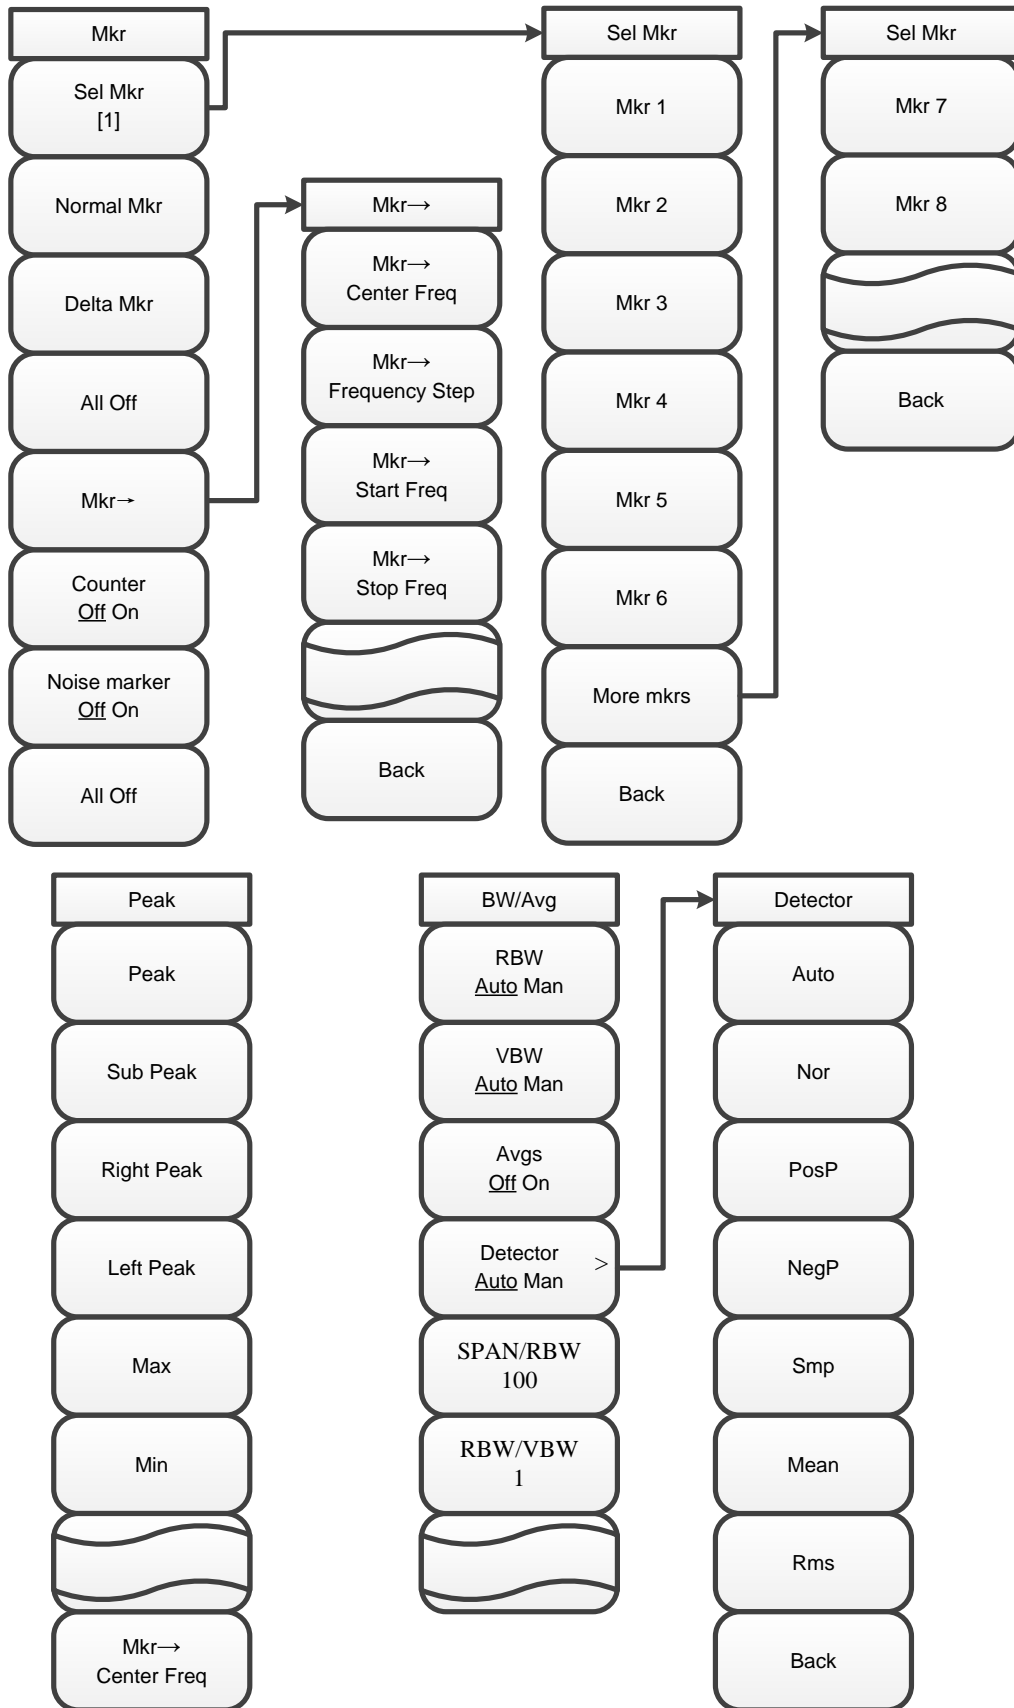 Mkr
Sel Mkr
[1]
Normal Mkr
Delta Mkr
All Off
Mkr→
Counter
Off On
Noise marker
Off On
All Off
Mkr→
Mkr→
Center Freq
Mkr→
Frequency Step
Mkr→
Start Freq
Mkr→
Stop Freq
Back
Sel Mkr
Mkr 1
Mkr 2
Mkr 3
Mkr 4
Mkr 5
Mkr 6
More mkrs
Back
Sel Mkr
Mkr 7
Mkr 8
Back
Peak
Peak
Sub Peak
Right Peak
Left Peak
Max
Min
Mkr→
Center Freq
BW/Avg
RBW
Auto Man
VBW
Auto Man
Avgs
Off On
Detector
Auto Man >
SPAN/RBW
100
RBW/VBW
1
Detector
Auto
Nor
PosP
NegP
Smp
Mean
Rms
Back